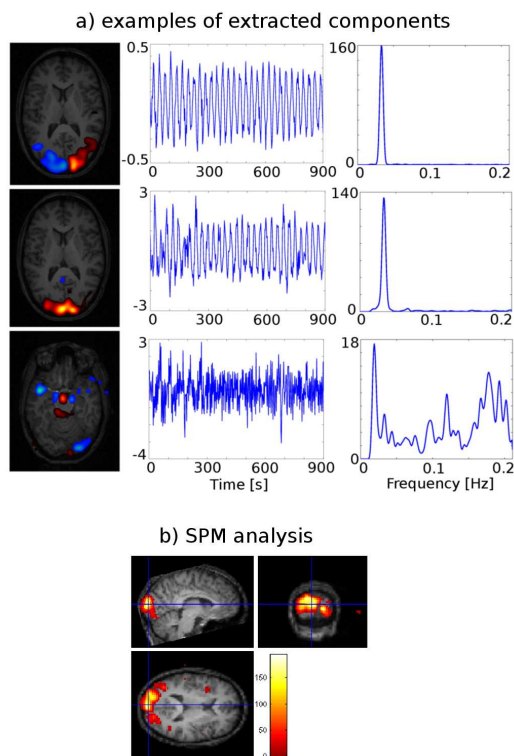 a) examples of extracted components
0.5
-0.5
0 300 600 900
160
0
0 0.1 0.2
3
-3
0 300 600 900
140
0
0 0.1 0.2
3
-4
0 300 600 900
Time [s]
18
0
0 0.1 0.2
Frequency [Hz]
b) SPM analysis
150
100
50
0